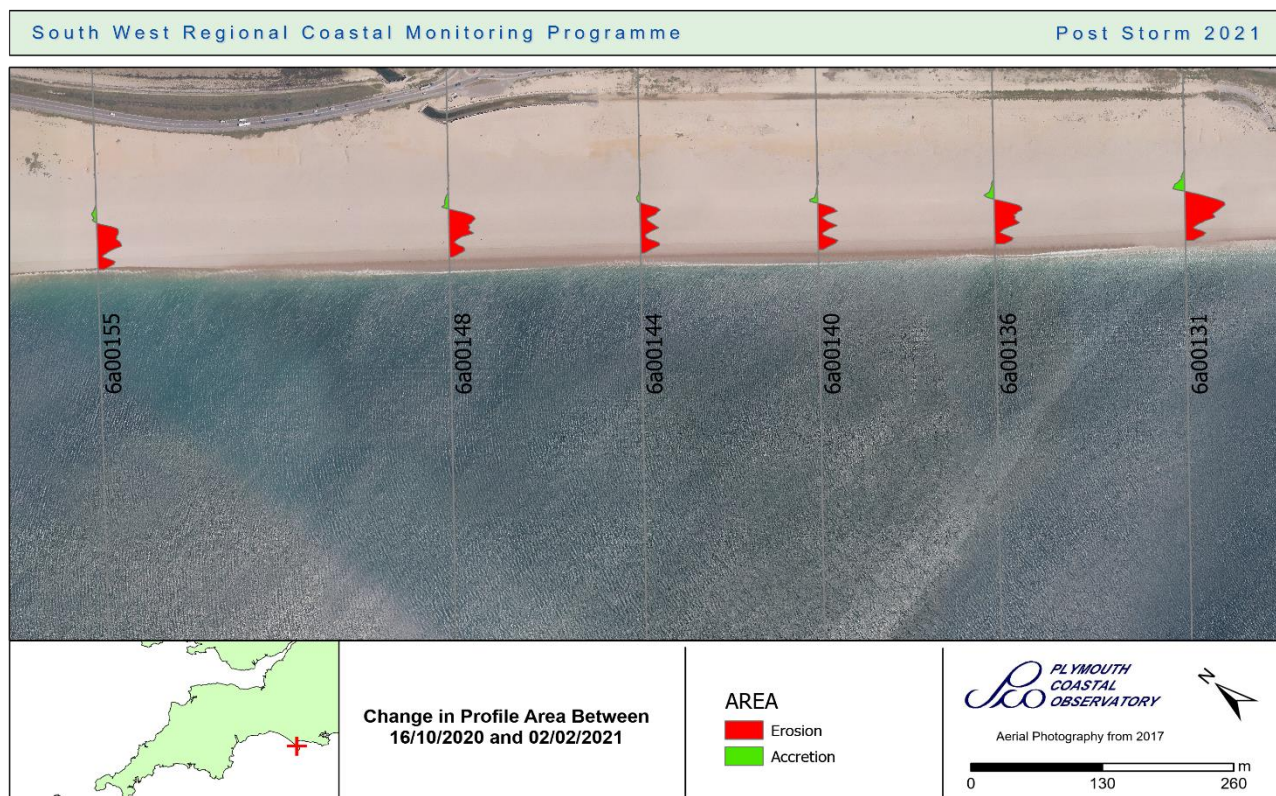 South West Regional Coastal Monitoring Programme
Post Storm 2021
6a00155
6a00148
6a00144
6a00140
6a00136
6a00131
Change in Profile Area Between
16/10/2020 and 02/02/2021
AREA
Erosion
Accretion
PCO
PLYMOUTH
COASTAL
OBSERVATORY
N
Aerial Photography from 2017
m
0 130 260